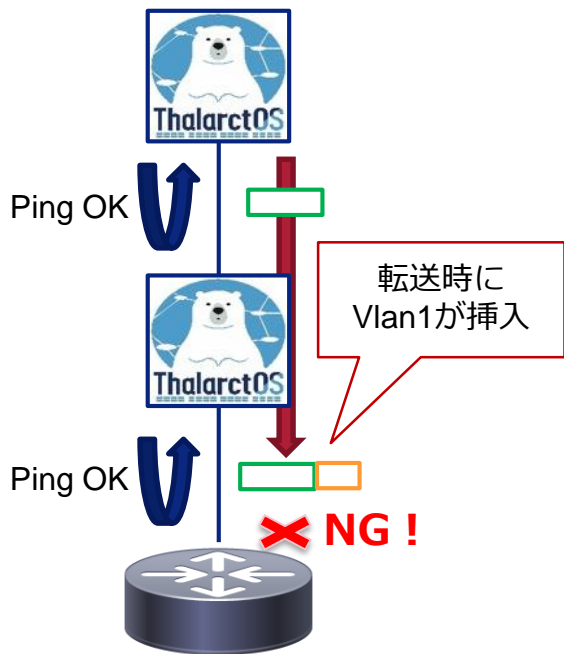 ThalarctOS
Ping OK
転送時に
Vlan1が挿入
ThalarctOS
Ping OK
NG！